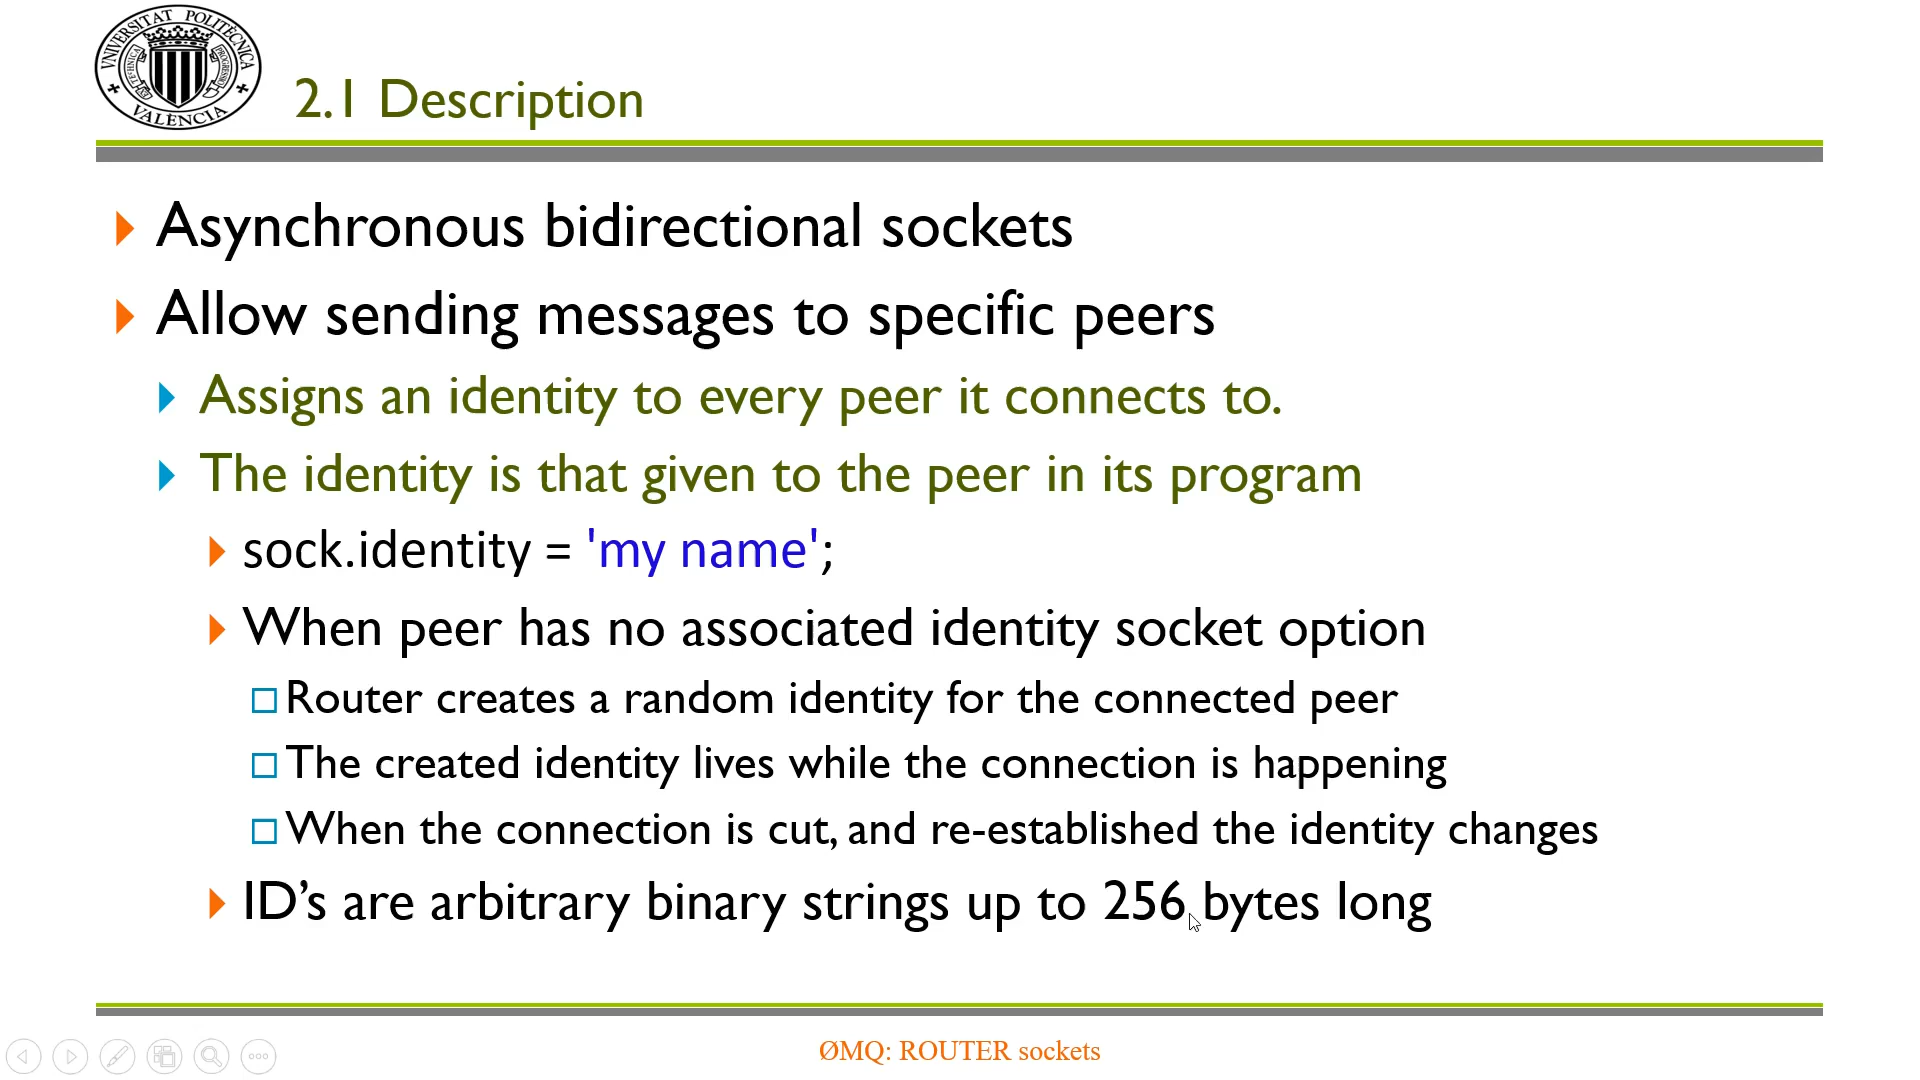 UNIVERSITAT POLITÈCNICA
VALÈNCIA
2.1 Description
Asynchronous bidirectional sockets
Allow sending messages to specific peers
Assigns an identity to every peer it connects to.
The identity is that given to the peer in its program
sock.identity = 'my name';
When peer has no associated identity socket option
Router creates a random identity for the connected peer
The created identity lives while the connection is happening
When the connection is cut, and re-established the identity changes
ID’s are arbitrary binary strings up to 256 bytes long
ØMQ: ROUTER sockets